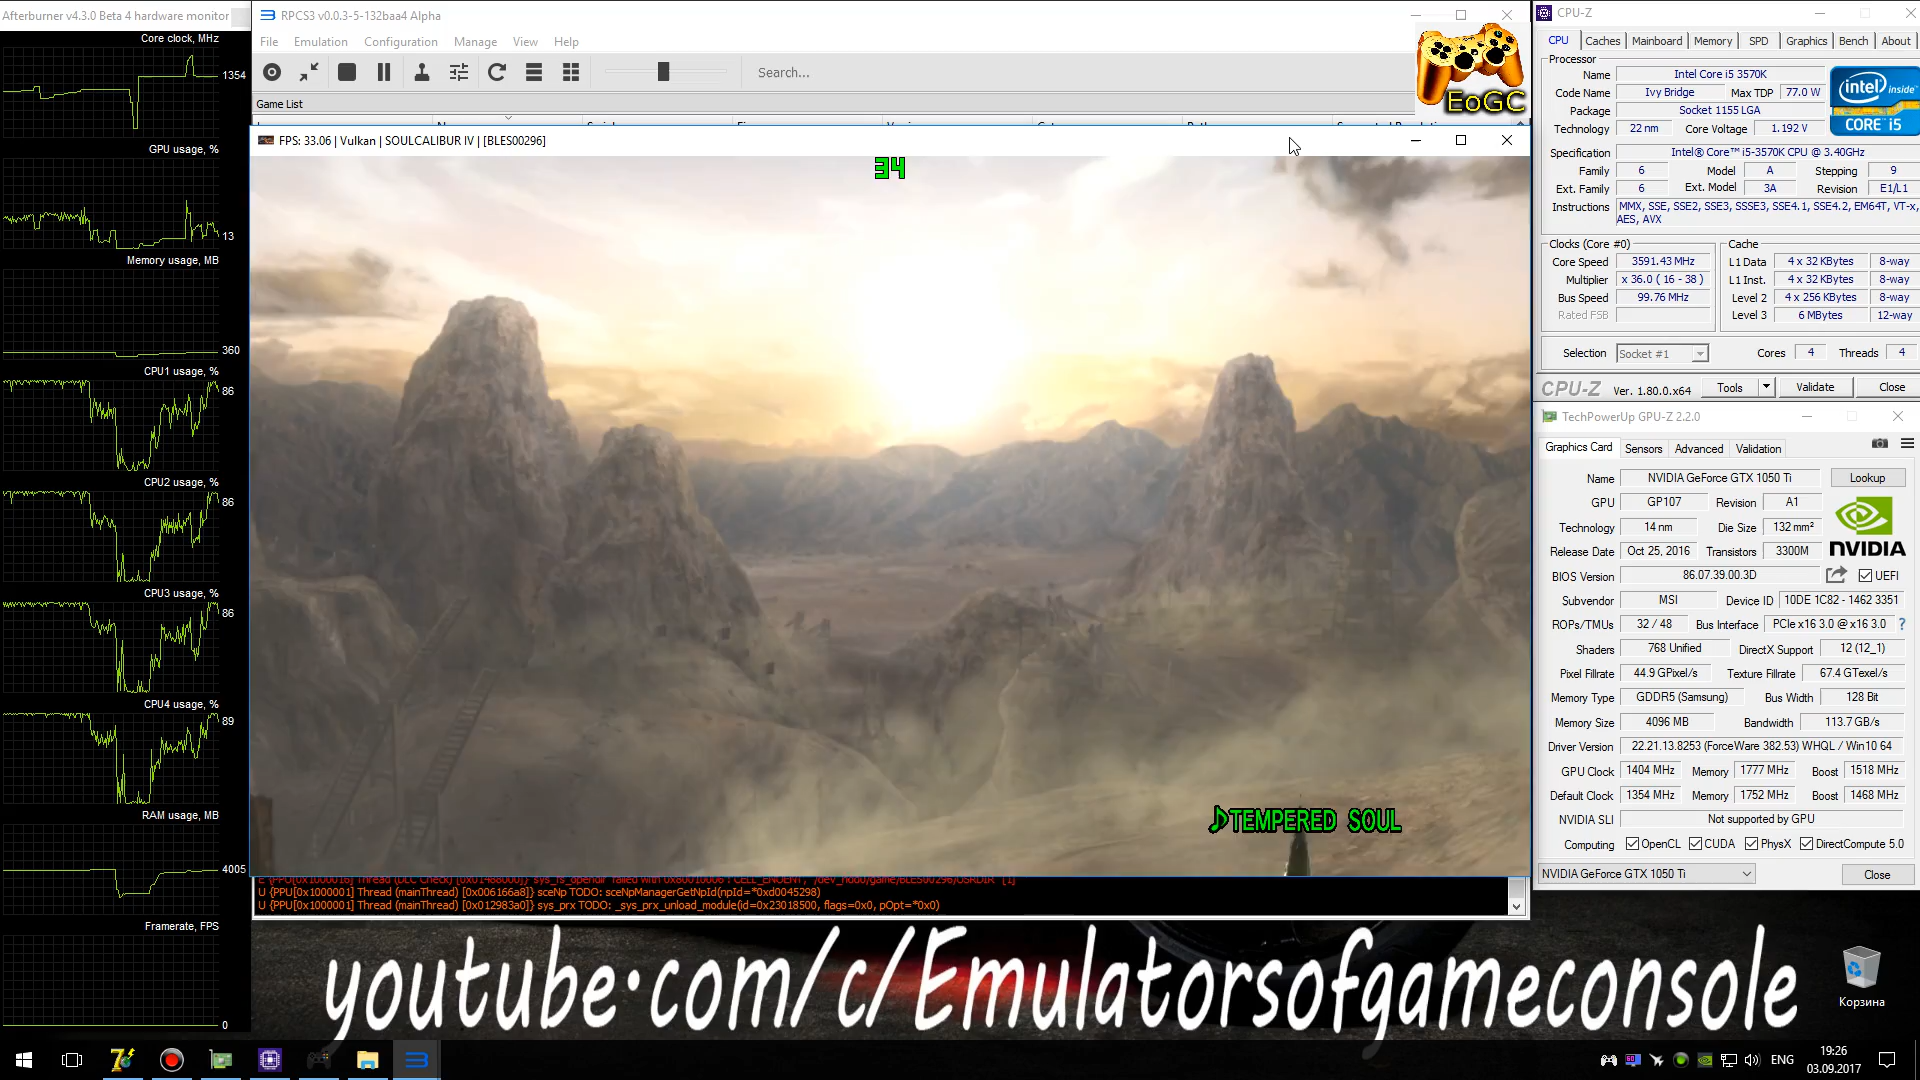 Afterburner v4.3.0 Beta 4 hardware monitor
Core clock, MHz
1354
GPU usage, %
13
Memory usage, MB
360
CPU1 usage, %
86
CPU2 usage, %
86
CPU3 usage, %
86
CPU4 usage, %
89
RAM usage, MB
4005
Framerate, FPS
0
RPCS3 v0.0.3-5-132baa4 Alpha
File Emulation Configuration Manage View Help
Search...
EoGC
Game List
FPS: 33.06 | Vulkan | SOULCALIBUR IV | [BLES00296]
34
♪TEMPERED SOUL
U {PPU[0x1000001] Thread (mainThread) [0x006166a8]} sceNp TODO: sceNpManagerGetNpId(npId=*0xd0045298)
U {PPU[0x1000001] Thread (mainThread) [0x012983a0]} sys_prx TODO: _sys_prx_unload_module(id=0x23018500, flags=0x0, pOpt=*0x0)
CPU-Z
CPU Caches Mainboard Memory SPD Graphics Bench About
Processor
Name Intel Core i5 3570K
Code Name Ivy Bridge Max TDP 77.0 W
Package Socket 1155 LGA
Technology 22 nm Core Voltage 1.192 V
intel inside™
CORE i5
Specification Intel® Core™ i5-3570K CPU @ 3.40GHz
Family 6 Model A Stepping 9
Ext. Family 6 Ext. Model 3A Revision E1/L1
Instructions MMX, SSE, SSE2, SSE3, SSSE3, SSE4.1, SSE4.2, EM64T, VT-x,
AES, AVX
Clocks (Core #0)
Core Speed 3591.43 MHz
Multiplier x 36.0 ( 16 - 38 )
Bus Speed 99.76 MHz
Rated FSB
Cache
L1 Data 4 x 32 KBytes 8-way
L1 Inst. 4 x 32 KBytes 8-way
Level 2 4 x 256 KBytes 8-way
Level 3 6 MBytes 12-way
Selection Socket #1 Cores 4 Threads 4
CPU-Z Ver. 1.80.0.x64 Tools Validate Close
TechPowerUp GPU-Z 2.2.0
Graphics Card Sensors Advanced Validation
Name NVIDIA GeForce GTX 1050 Ti Lookup
GPU GP107 Revision A1
Technology 14 nm Die Size 132 mm²
Release Date Oct 25, 2016 Transistors 3300M
NVIDIA
BIOS Version 86.07.39.00.3D UEFI
Subvendor MSI Device ID 10DE 1C82 - 1462 3351
ROPs/TMUs 32 / 48 Bus Interface PCIe x16 3.0 @ x16 3.0 ?
Shaders 768 Unified DirectX Support 12 (12_1)
Pixel Fillrate 44.9 GPixel/s Texture Fillrate 67.4 GTexel/s
Memory Type GDDR5 (Samsung) Bus Width 128 Bit
Memory Size 4096 MB Bandwidth 113.7 GB/s
Driver Version 22.21.13.8253 (ForceWare 382.53) WHQL / Win10 64
GPU Clock 1404 MHz Memory 1777 MHz Boost 1518 MHz
Default Clock 1354 MHz Memory 1752 MHz Boost 1468 MHz
NVIDIA SLI Not supported by GPU
Computing OpenCL CUDA PhysX DirectCompute 5.0
NVIDIA GeForce GTX 1050 Ti Close
youtube.com/c/Emulatorsofgameconsole
Корзина
ENG
19:26
03.09.2017